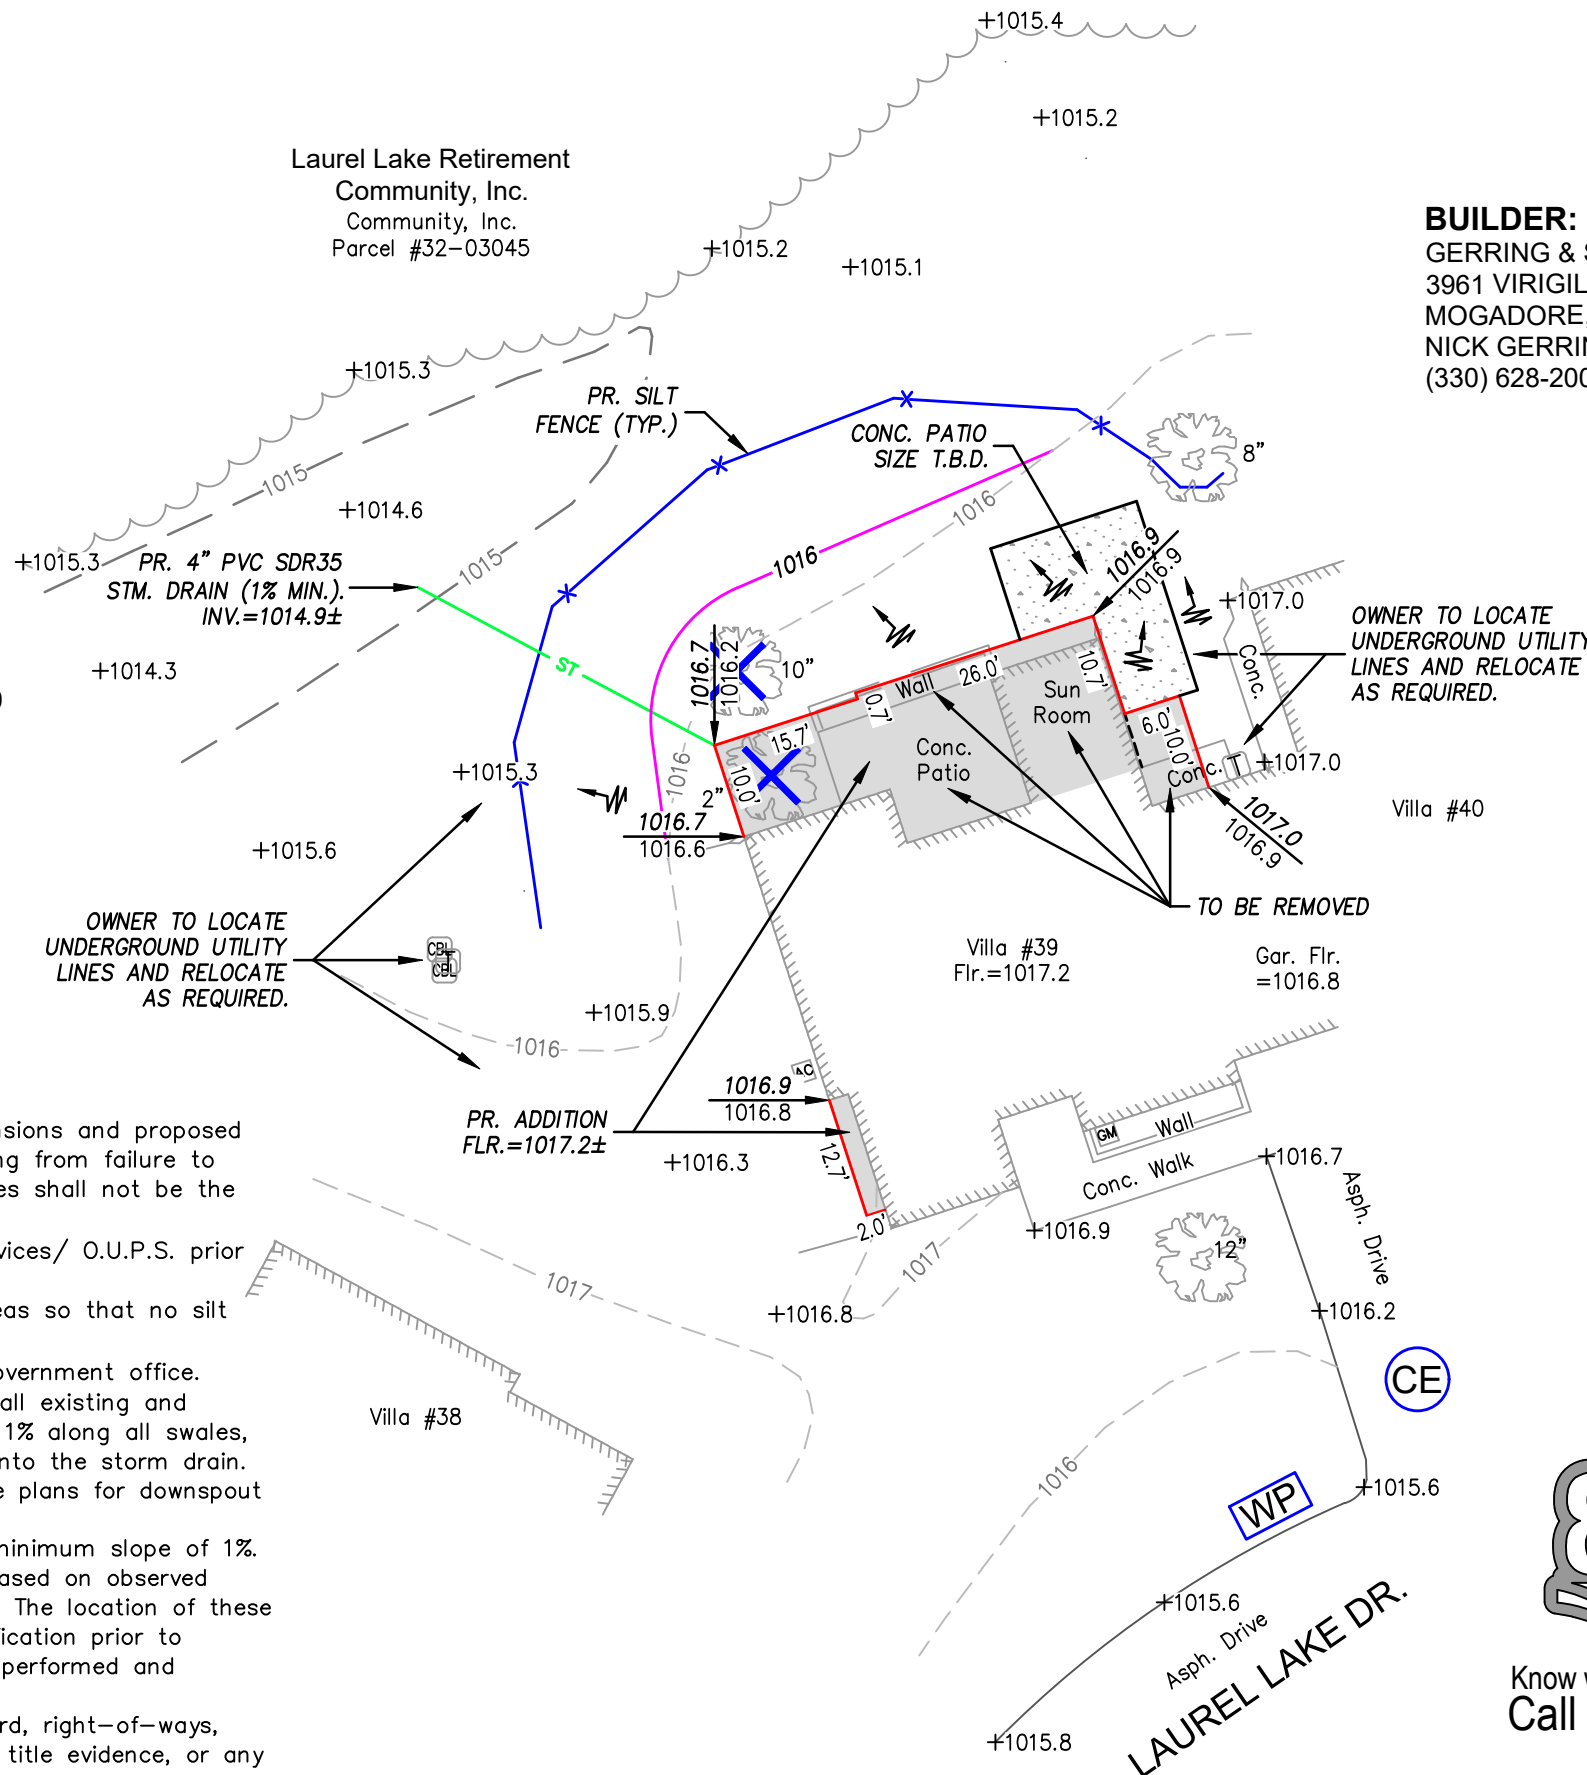 +1015.4
+1015.2
Laurel Lake Retirement
Community, Inc.
Community, Inc.
Parcel #32-03045
+1015.2
+1015.1
BUILDER:
GERRING &
3961 VIRIGIL
MOGADORE,
NICK GERRIN
(330) 628-200
+1015.3
PR. SILT
FENCE (TYP.)
CONC. PATIO
SIZE T.B.D.
8"
1015
+1014.6
1016
1016
+1015.3
PR. 4" PVC SDR35
STM. DRAIN (1% MIN.).
INV.=1014.9±
1015
1016.9
1016.9
+1017.0
OWNER TO LOCATE
UNDERGROUND UTILITY
LINES AND RELOCATE
AS REQUIRED.
+1014.3
ST
1016.7
1016.2
10"
Wall
26.0'
0.7'
10.7'
Sun
Room
Conc.
6.0'
10.0'
15.7'
Conc.
Patio
Conc.
T
+1017.0
+1015.3
1016
10.0'
2"
1016.7
1016.6
1017.0
1016.9
Villa #40
+1015.6
TO BE REMOVED
OWNER TO LOCATE
UNDERGROUND UTILITY
LINES AND RELOCATE
AS REQUIRED.
CBL
T
CBL
Villa #39
Flr.=1017.2
Gar. Flr.
=1016.8
+1015.9
1016
AC
1016.9
1016.8
PR. ADDITION
FLR.=1017.2±
+1016.3
12.7'
2.0'
GM
Wall
Conc. Walk
+1016.7
+1016.9
Asph. Drive
12"
1017
1017
+1016.8
+1016.2
CE
Villa #38
1016
WP
+1015.6
+1015.6
Asph. Drive
LAUREL LAKE DR.
+1015.8
nsions and proposed
ng from failure to
es shall not be the
vices/ O.U.P.S. prior
eas so that no silt
overnment office.
all existing and
1% along all swales,
nto the storm drain.
e plans for downspout
minimum slope of 1%.
ased on observed
The location of these
ication prior to
performed and
rd, right-of-ways,
title evidence, or any
8
Know
Call